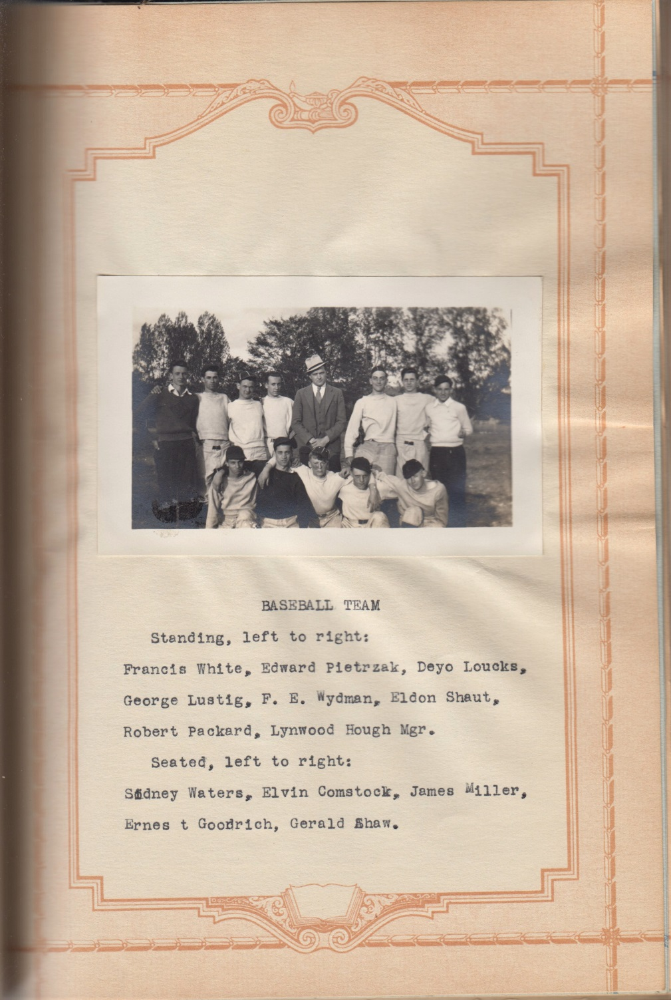 BASEBALL TEAM
Standing, left to right:
Francis White, Edward Pietrzak, Deyo Loucks,
George Lustig, F. E. Wydman, Eldon Shaut,
Robert Packard, Lynwood Hough Mgr.
Seated, left to right:
Sidney Waters, Elvin Comstock, James Miller,
Ernes t Goodrich, Gerald Shaw.